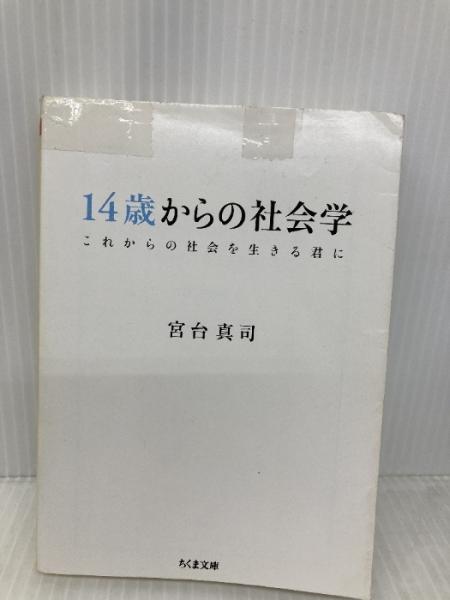 14歳からの社会学
これからの社会を生きる君に
宮台真司
ちくま文庫